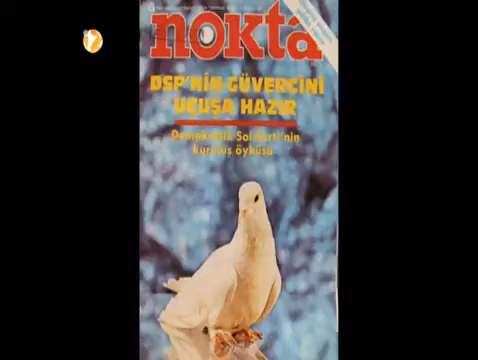 nokta
DSP'NİN GÜVERCİNİ
UÇUŞA HAZIR
Demokratik Sol Parti'nin
kuruluş öyküsü